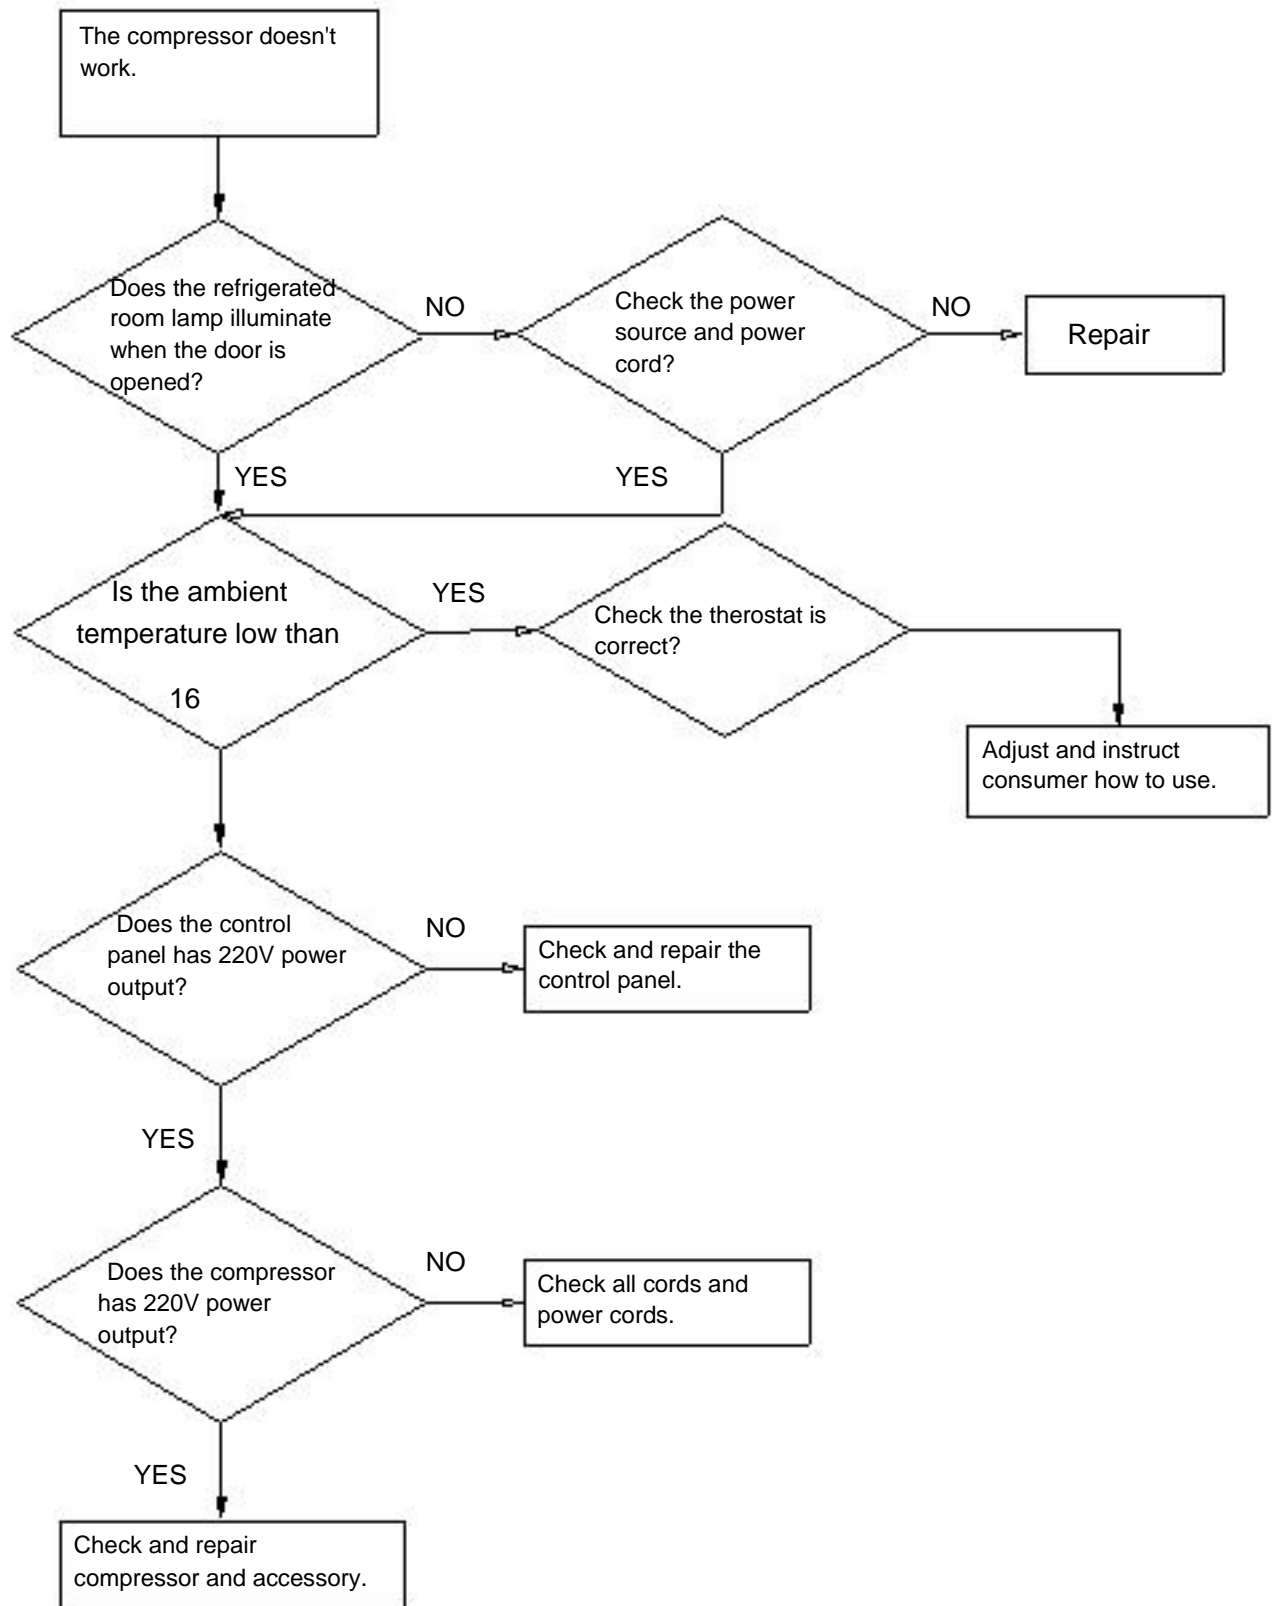 The compressor doesn't
work.
Does the refrigerated
room lamp illuminate
when the door is
opened?
NO
Check the power
source and power
cord?
NO
Repair
YES
YES
Is the ambient
temperature low than
16
YES
Check the therostat is
correct?
Adjust and instruct
consumer how to use.
Does the control
panel has 220V power
output?
NO
Check and repair the
control panel.
YES
Does the compressor
has 220V power
output?
NO
Check all cords and
power cords.
YES
Check and repair
compressor and accessory.